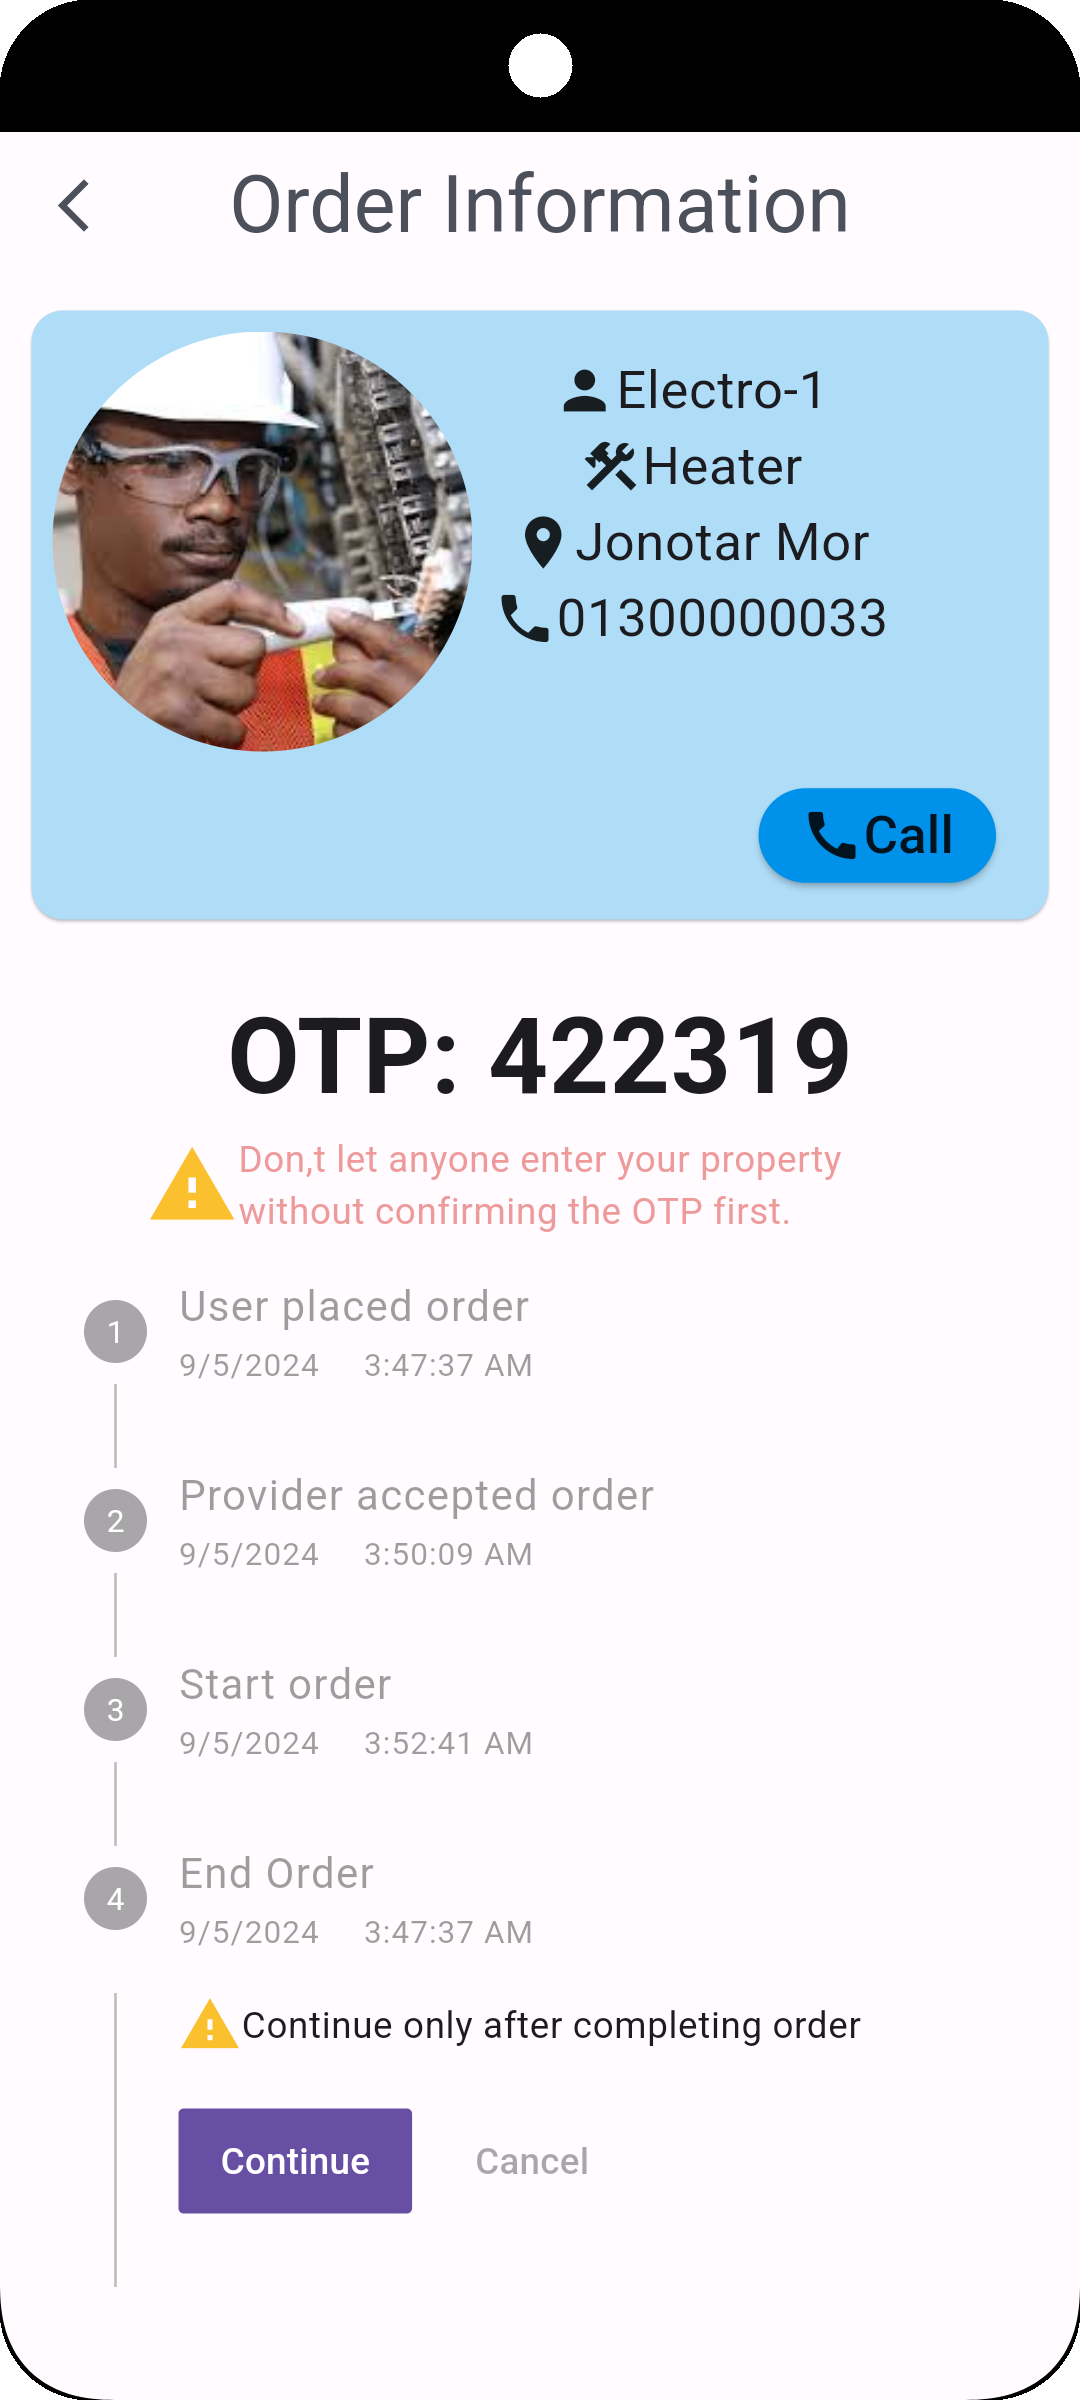 Order Information
Electro-1
Heater
Jonotar Mor
01300000033
Call
OTP: 422319
Don,t let anyone enter your property
without confirming the OTP first.
1 User placed order
9/5/2024 3:47:37 AM
2 Provider accepted order
9/5/2024 3:50:09 AM
3 Start order
9/5/2024 3:52:41 AM
4 End Order
9/5/2024 3:47:37 AM
Continue only after completing order
Continue Cancel